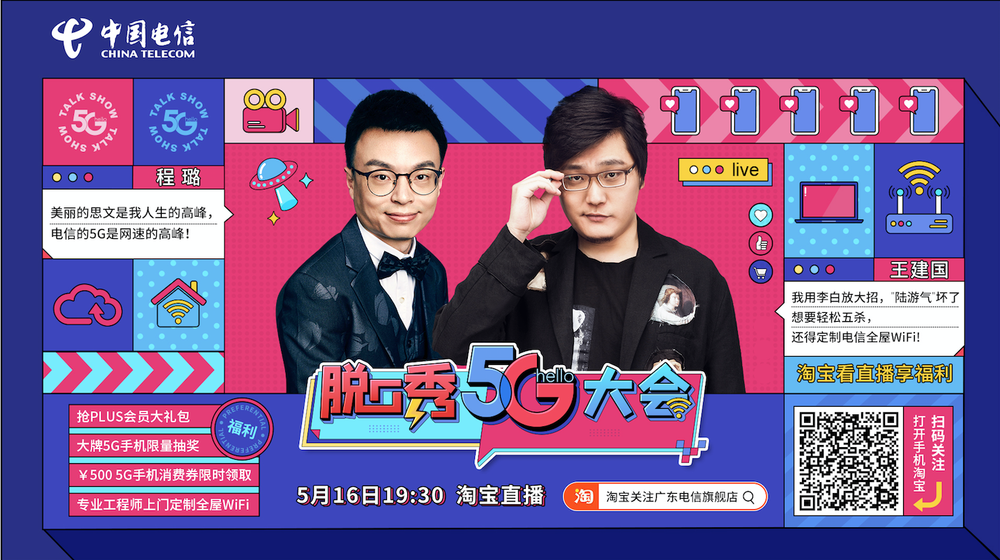 中国电信
CHINA TELECOM
TALK SHOW TALK SHOW
5G hello
TALK SHOW TALK SHOW
5G hello
程璐
美丽的思文是我人生的高峰，
电信的5G是网速的高峰！
live
王建国
我用李白放大招，"陆游气"坏了
想要轻松五杀，
还得定制电信全屋WiFi!
淘宝看直播享福利
脱口秀5G hello大会
PREFERENTIAL
福利
PREFERENTIAL
抢PLUS会员大礼包
大牌5G手机限量抽奖
￥500 5G手机消费券限时领取
专业工程师上门定制全屋WiFi
5月16日19:30 淘宝直播
淘 淘宝关注广东电信旗舰店
扫码关注
打开手机淘宝